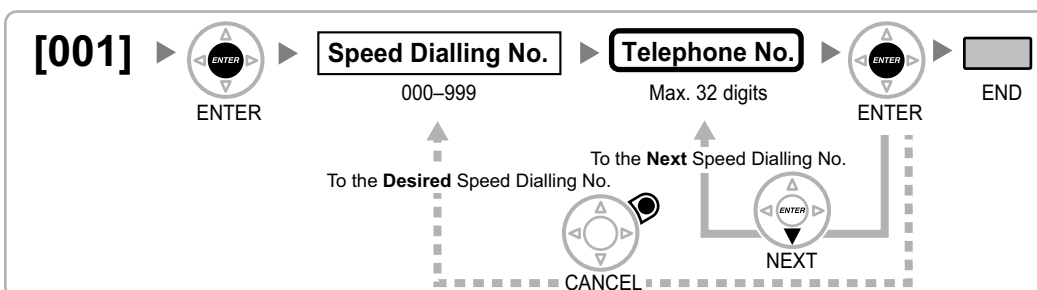 [001] ENTER Speed Dialling No. Telephone No. ENTER
ENTER 000–999 Max. 32 digits ENTER END
To the Next Speed Dialling No.
To the Desired Speed Dialling No.
ENTER
NEXT
CANCEL